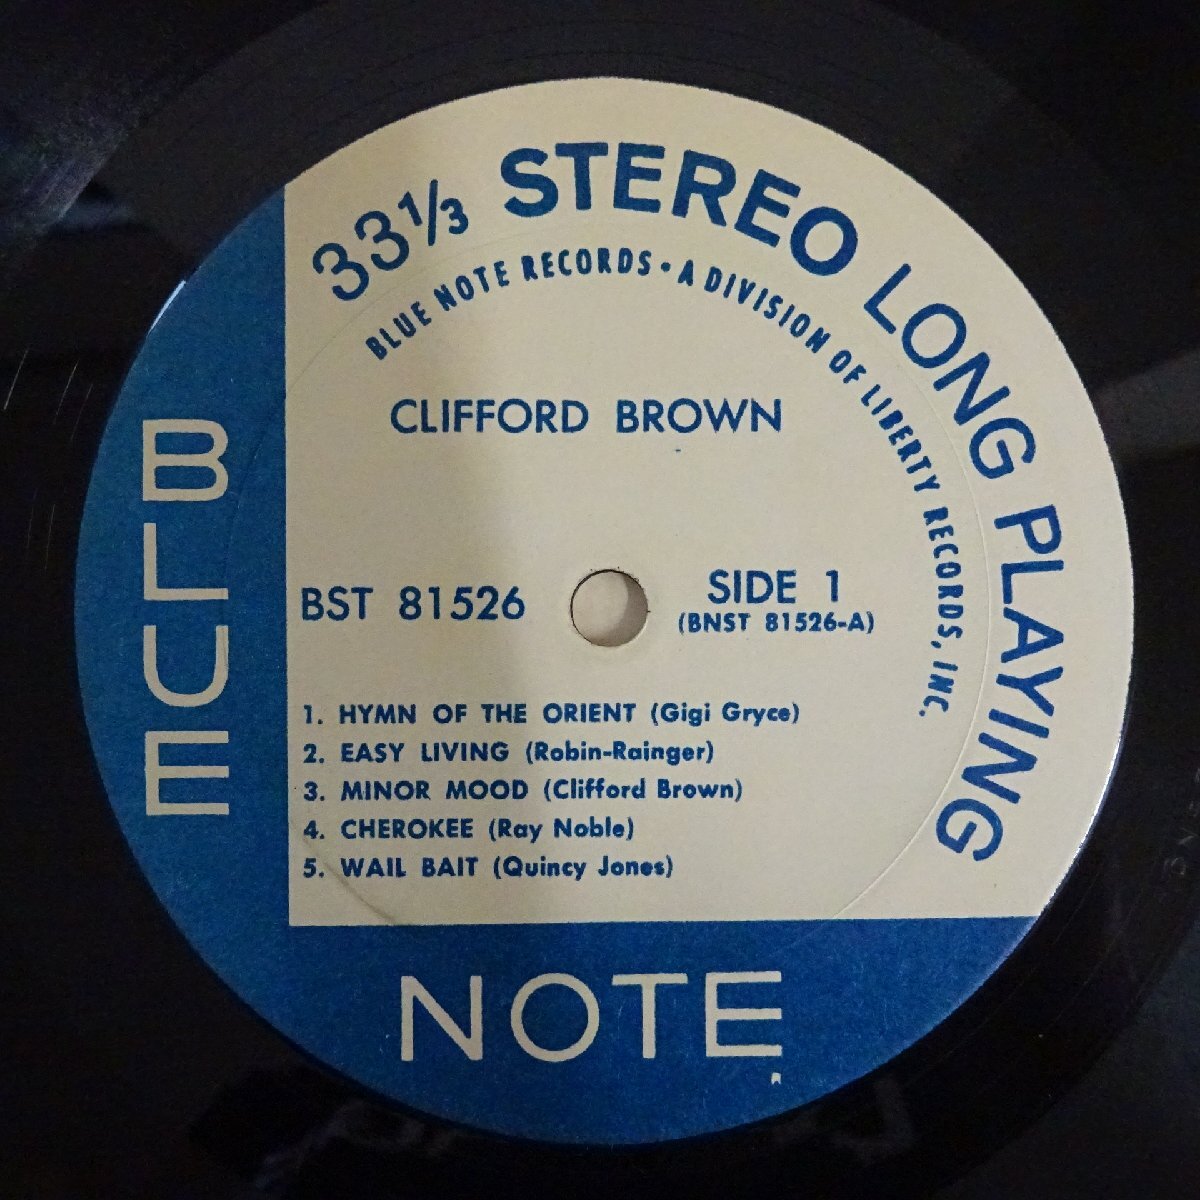 33⅓ STEREO LONG PLAYING
BLUE NOTE RECORDS • A DIVISION OF LIBERTY RECORDS, INC.
CLIFFORD BROWN
BST 81526
SIDE 1
(BNST 81526-A)
1. HYMN OF THE ORIENT (Gigi Gryce)
2. EASY LIVING (Robin-Rainger)
3. MINOR MOOD (Clifford Brown)
4. CHEROKEE (Ray Noble)
5. WAIL BAIT (Quincy Jones)
BLUE
NOTE